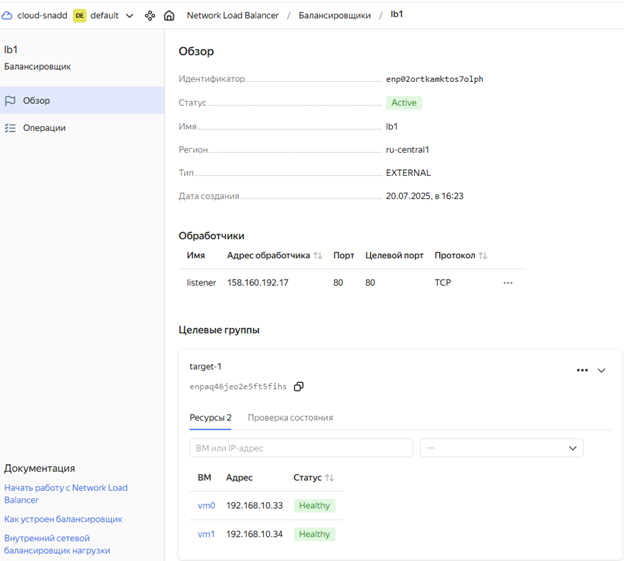 cloud-snadd DE default Network Load Balancer / Балансировщики / lb1
lb1
Балансировщик
Обзор
Операции
Обзор
Идентификатор enp02ortkamktos7olph
Статус Active
Имя lb1
Регион ru-central1
Тип EXTERNAL
Дата создания 20.07.2025, в 16:23
Обработчики
Имя Адрес обработчика Порт Целевой порт Протокол
listener 158.160.192.17 80 80 TCP
Целевые группы
target-1
enpaq46jeo2e5ft5fihs
Ресурсы 2 Проверка состояния
ВМ или IP-адрес —
ВМ Адрес Статус
vm0 192.168.10.33 Healthy
vm1 192.168.10.34 Healthy
Документация
Начать работу с Network Load
Balancer
Как устроен балансировщик
Внутренний сетевой
балансировщик нагрузки